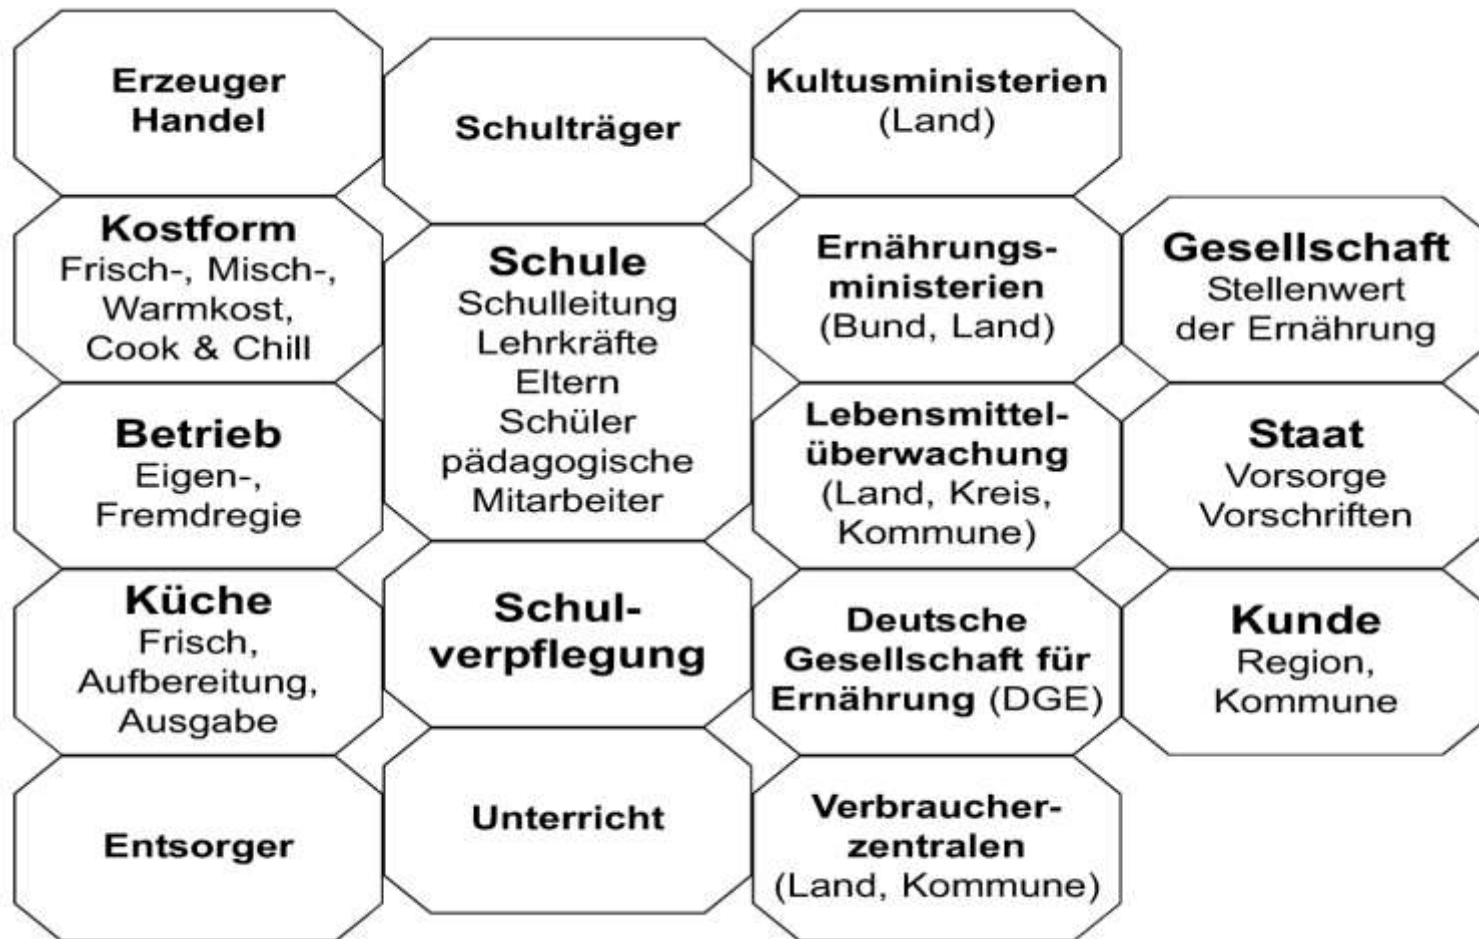 Erzeuger
Handel
Kostform
Frisch-, Misch-,
Warmkost,
Cook & Chill
Betrieb
Eigen-,
Fremdregie
Küche
Frisch,
Aufbereitung,
Ausgabe
Entsorger
Schulträger
Schule
Schulleitung
Lehrkräfte
Eltern
Schüler
pädagogische
Mitarbeiter
Schul-
verpflegung
Unterricht
Kultusministerien
(Land)
Ernährungs-
ministerien
(Bund, Land)
Lebensmittel-
überwachung
(Land, Kreis,
Kommune)
Deutsche
Gesellschaft für
Ernährung (DGE)
Verbraucher-
zentralen
(Land, Kommune)
Gesellschaft
Stellenwert
der Ernährung
Staat
Vorsorge
Vorschriften
Kunde
Region,
Kommune